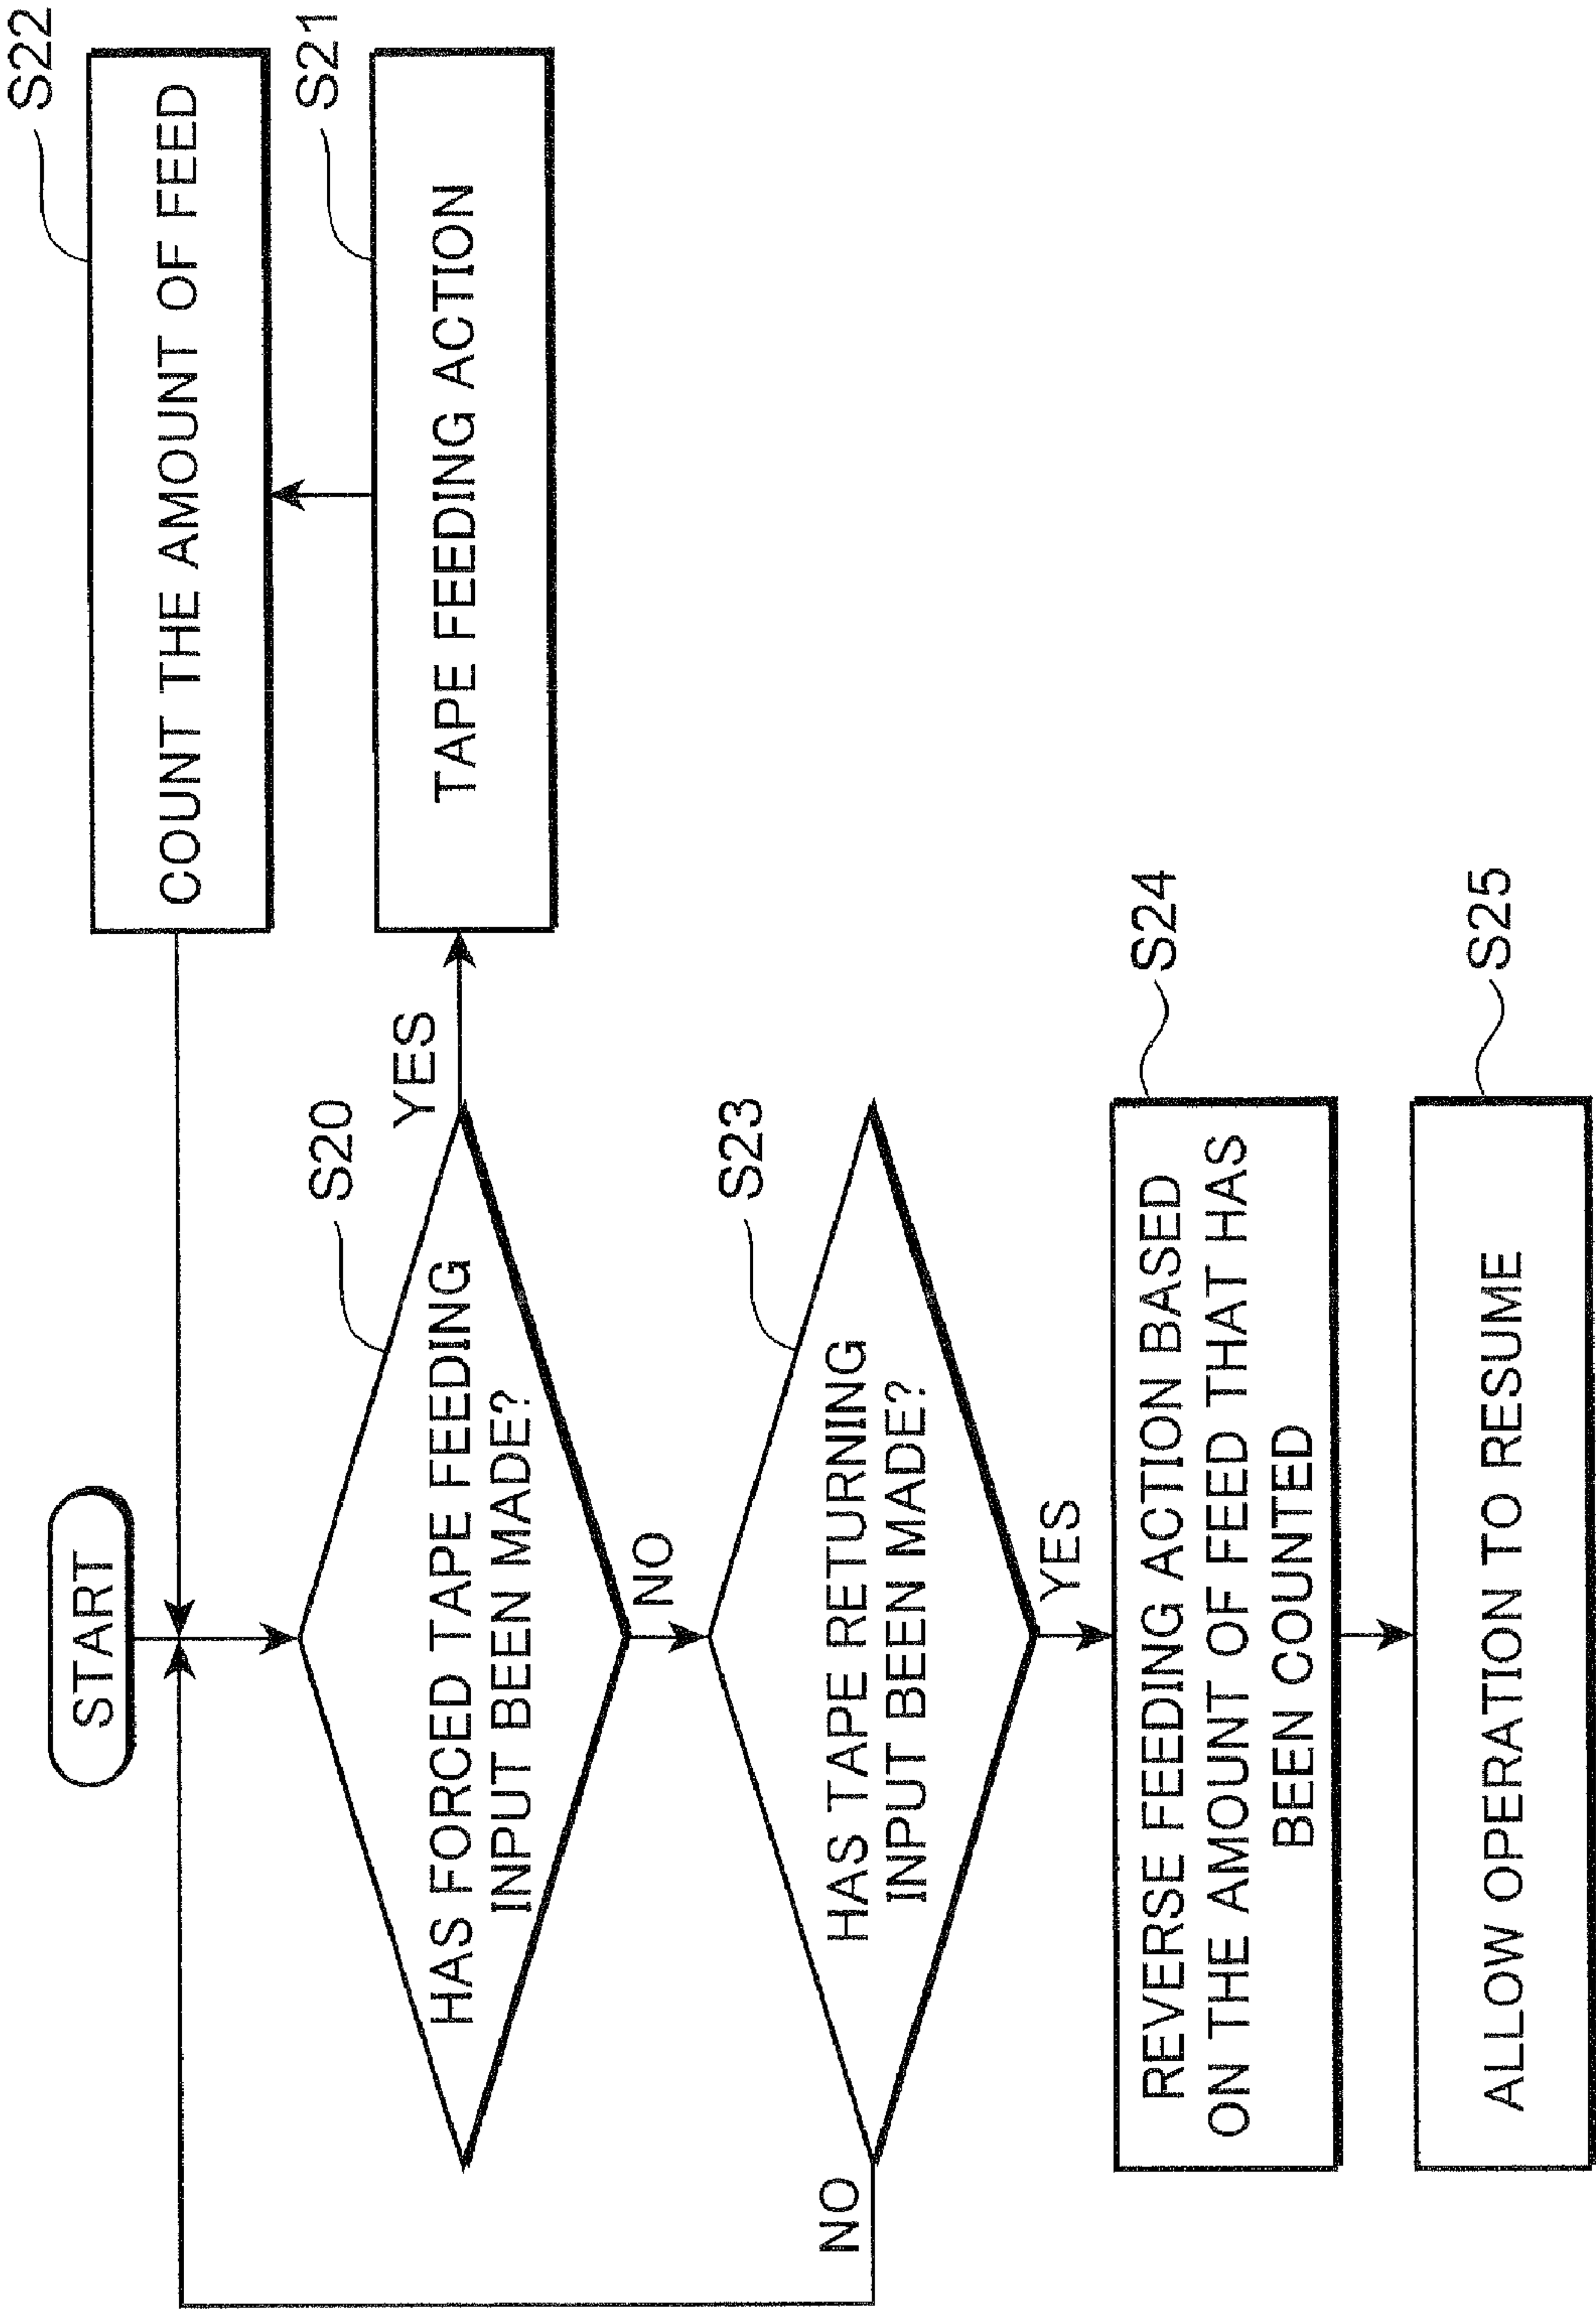 START
S20
HAS FORCED TAPE FEEDING
INPUT BEEN MADE?
YES
NO
S22
COUNT THE AMOUNT OF FEED
S21
TAPE FEEDING ACTION
S23
HAS TAPE RETURNING
INPUT BEEN MADE?
NO
YES
S24
REVERSE FEEDING ACTION BASED
ON THE AMOUNT OF FEED THAT HAS
BEEN COUNTED
S25
ALLOW OPERATION TO RESUME